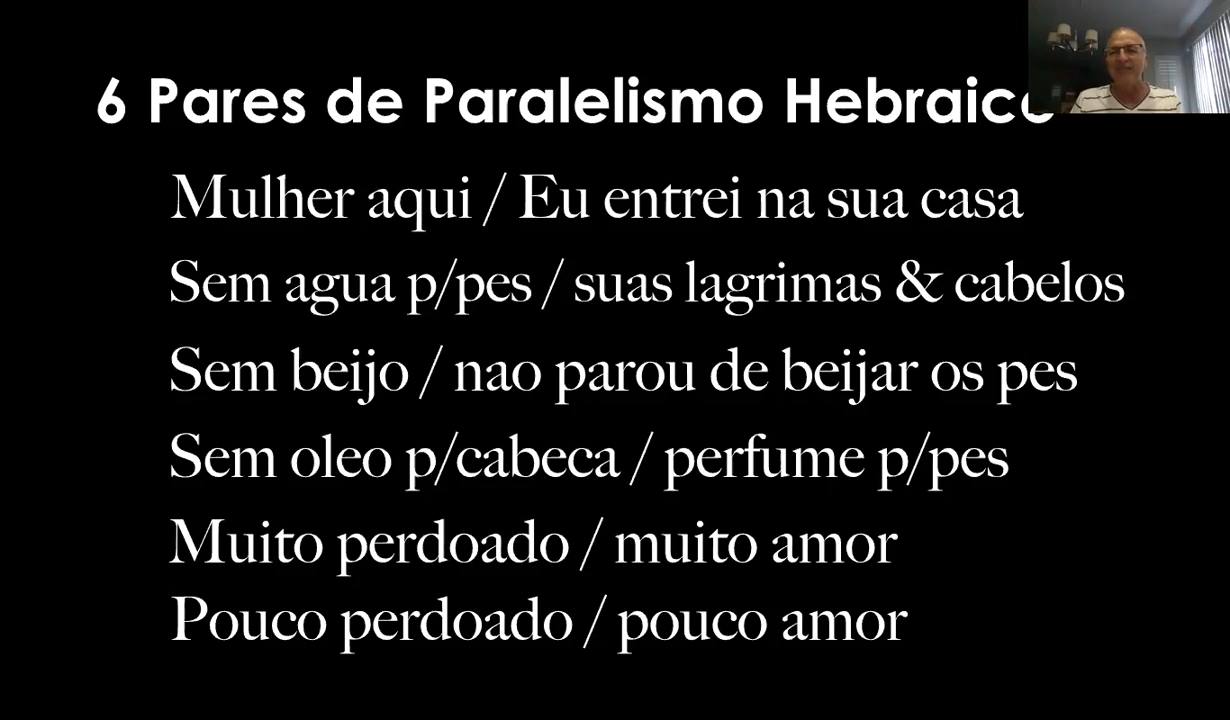 6 Pares de Paralelismo Hebraico
Mulher aqui / Eu entrei na sua casa
Sem agua p/pes / suas lagrimas & cabelos
Sem beijo / nao parou de beijar os pes
Sem oleo p/cabeca / perfume p/pes
Muito perdoado / muito amor
Pouco perdoado / pouco amor